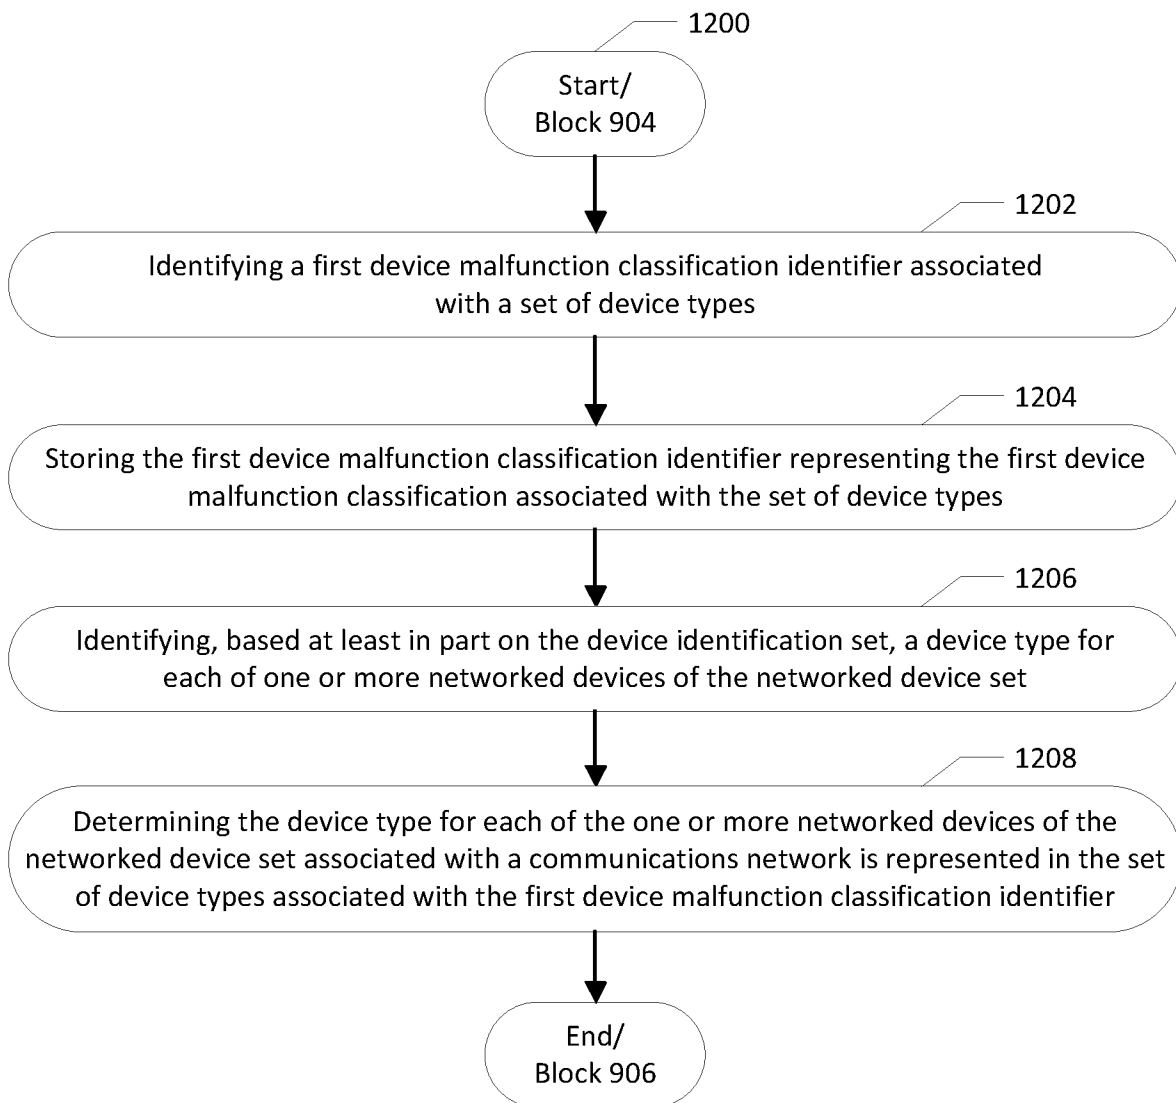 1200
Start/
Block 904
1202
Identifying a first device malfunction classification identifier associated
with a set of device types
1204
Storing the first device malfunction classification identifier representing the first device
malfunction classification associated with the set of device types
1206
Identifying, based at least in part on the device identification set, a device type for
each of one or more networked devices of the networked device set
1208
Determining the device type for each of the one or more networked devices of the
networked device set associated with a communications network is represented in the set
of device types associated with the first device malfunction classification identifier
End/
Block 906